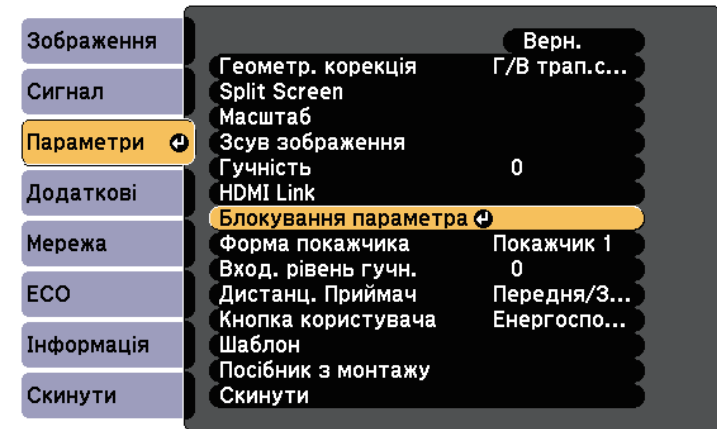 Зображення
Сигнал
Параметри
Додаткові
Мережа
ECO
Інформація
Скинути
Верн.
Геометр. корекція Г/В трап.с...
Split Screen
Масштаб
Зсув зображення
Гучність 0
HDMI Link
Блокування параметра
Форма покажчика Покажчик 1
Вход. рівень гучн. 0
Дистанц. Приймач Передня/З...
Кнопка користувача Енергоспо...
Шаблон
Посібник з монтажу
Скинути